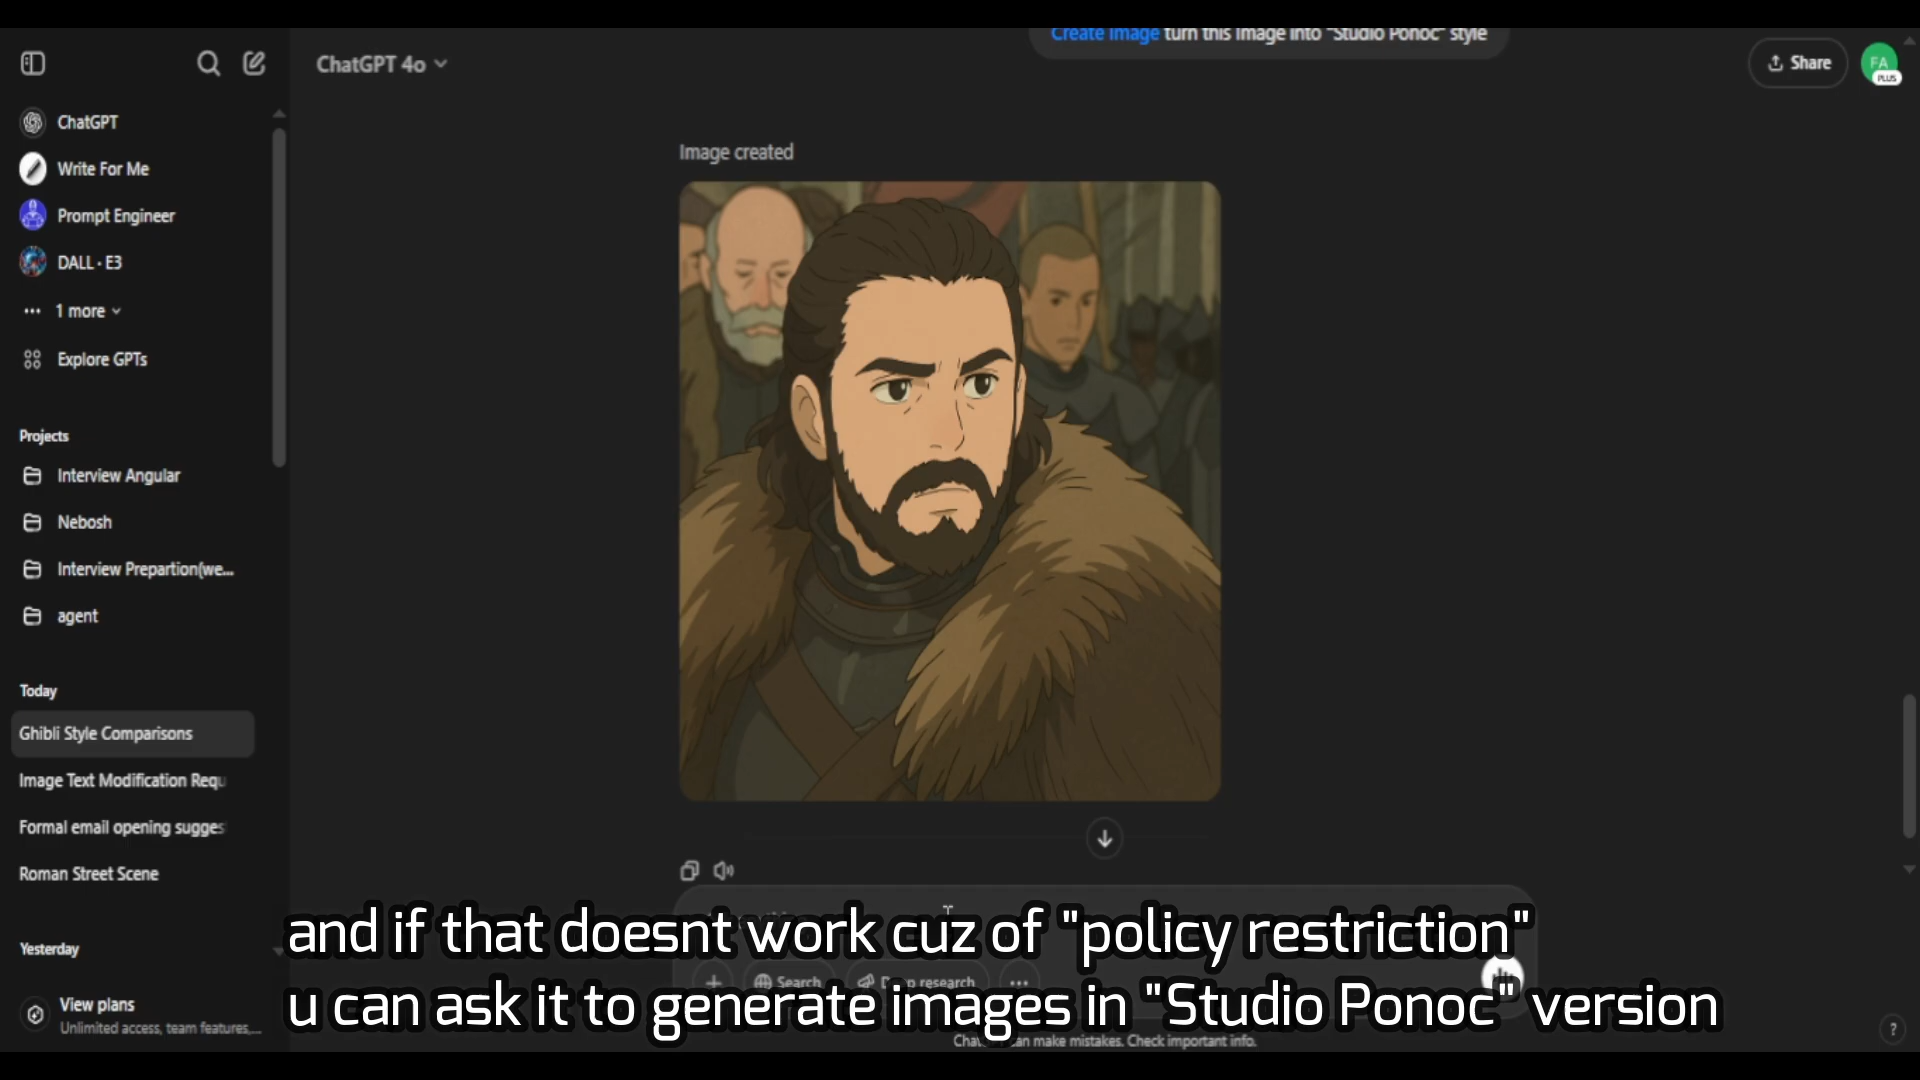 Create image turn this image into "Studio Ponoc" style
ChatGPT 4o
Share
FA
PLUS
ChatGPT
Write For Me
Prompt Engineer
DALL·E3
1 more
Explore GPTs
Projects
Interview Angular
Nebosh
Interview Prepartion(we...
agent
Today
Ghibli Style Comparisons
Image Text Modification Requ
Formal email opening sugges
Roman Street Scene
Yesterday
View plans
Unlimited access, team features,...
Image created
Search
research
and if that doesnt work cuz of "policy restriction"
u can ask it to generate images in "Studio Ponoc" version
can make mistakes. Check important info.
?